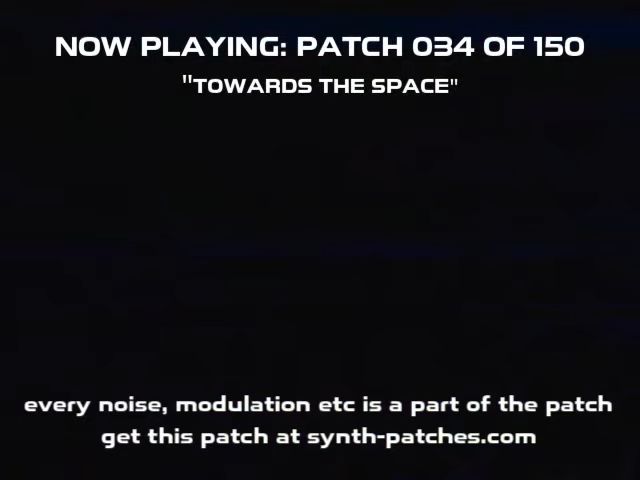 NOW PLAYING: PATCH 034 OF 150
"TOWARDS THE SPACE"
every noise, modulation etc is a part of the patch
get this patch at synth-patches.com